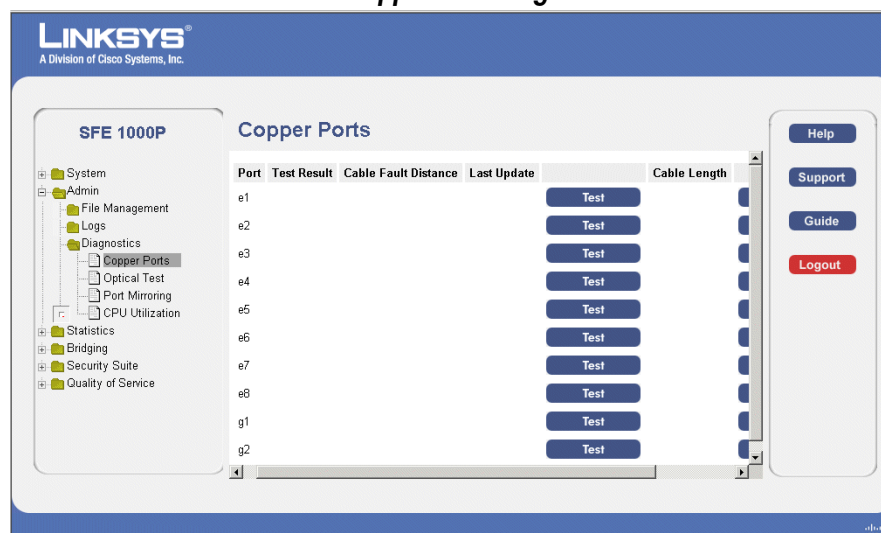 LINKSYS®
A Division of Cisco Systems, Inc.
SFE 1000P
System
Admin
File Management
Logs
Diagnostics
Copper Ports
Optical Test
Port Mirroring
CPU Utilization
Statistics
Bridging
Security Suite
Quality of Service
Copper Ports
Port Test Result Cable Fault Distance Last Update Cable Length
e1 Test
e2 Test
e3 Test
e4 Test
e5 Test
e6 Test
e7 Test
e8 Test
g1 Test
g2 Test
Help
Support
Guide
Logout